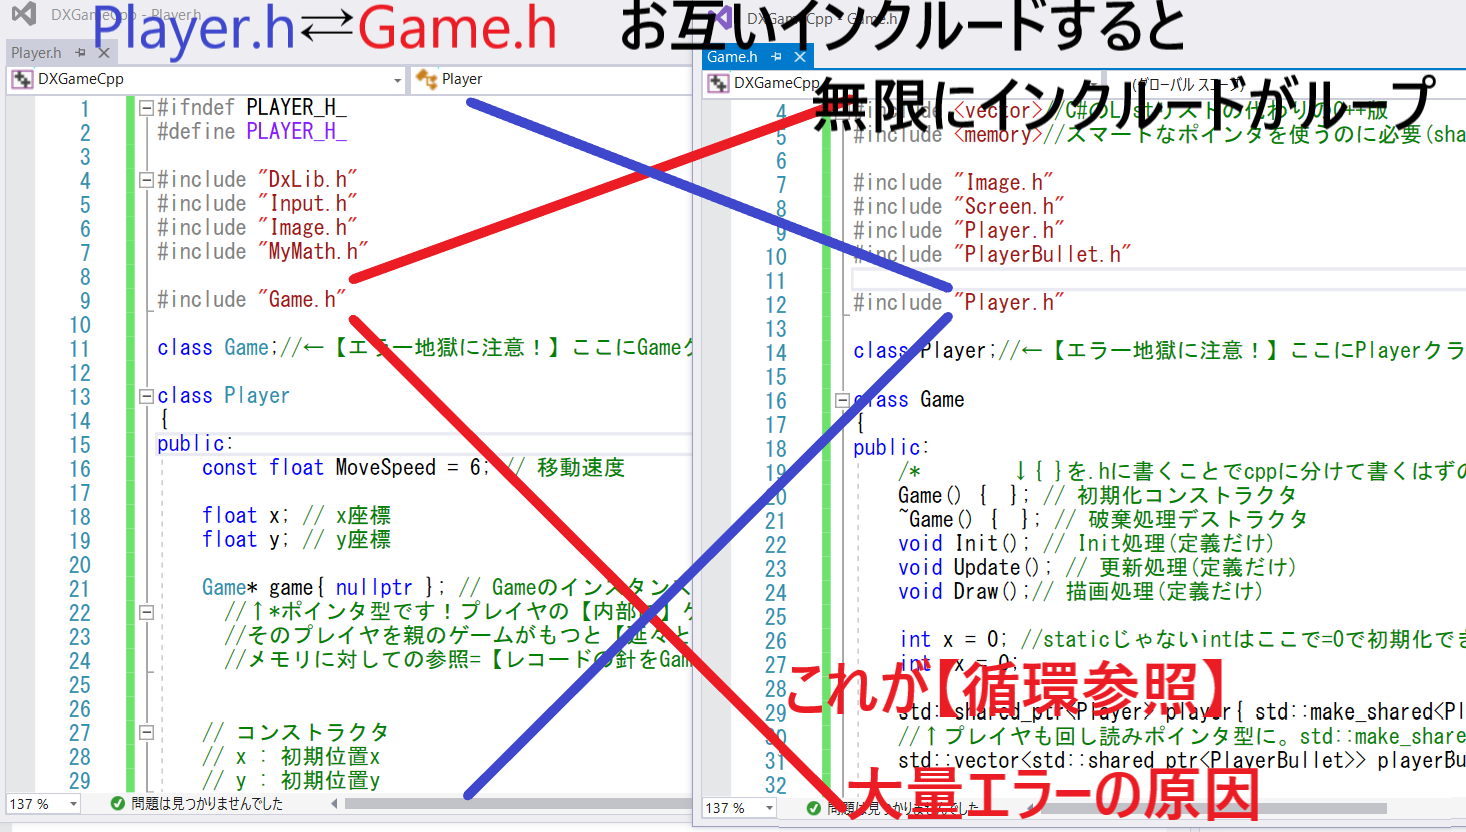 DXGameCpp - Player.h
Player.h⇄Game.h
お互いインクルードすると
無限にインクルードがループ
Player.h
DXGameCpp
Player
1 #ifndef PLAYER_H_
2 #define PLAYER_H_
3
4 #include "DxLib.h"
5 #include "Input.h"
6 #include "Image.h"
7 #include "MyMath.h"
8
9 #include "Game.h"
10
11 class Game;//←【エラー地獄に注意！】ここにGameク
12
13 class Player
14 {
15 public:
16 const float MoveSpeed = 6; // 移動速度
17
18 float x; // x座標
19 float y; // y座標
20
21 Game* game{ nullptr }; // Gameのインスタンス
22 //↑*ポインタ型です！プレイヤの【内部に】ゲ
23 //そのプレイヤを親のゲームがもつと【延々と
24 //メモリに対しての参照=【レコードの針をGam
25
26
27 // コンストラクタ
28 // x : 初期位置x
29 // y : 初期位置y
137 %
問題は見つかりませんでした
DXGameCpp - Game.h
Game.h
DXGameCpp
(グローバル スコープ)
4 #include <vector>//C#のListリストの代わりのC++版
5 #include <memory>//スマートなポインタを使うのに必要(sha
6
7 #include "Image.h"
8 #include "Screen.h"
9 #include "Player.h"
10 #include "PlayerBullet.h"
11
12 #include "Player.h"
13
14 class Player;//←【エラー地獄に注意！】ここにPlayerクラ
15
16 class Game
17 {
18 public:
19 /* ↓{ }を.hに書くことでcppに分けて書くはずの
20 Game() { }; // 初期化コンストラクタ
21 ~Game() { }; // 破棄処理デストラクタ
22 void Init(); // Init処理(定義だけ)
23 void Update(); // 更新処理(定義だけ)
24 void Draw();// 描画処理(定義だけ)
25
26 int x = 0; //staticじゃないintはここで=0で初期化でき
27 int x = 0;
28
29 std::shared_ptr<Player> player{ std::make_shared<Pl
30 //↑プレイヤも回し読みポインタ型に。std::make_share
31 std::vector<std::shared_ptr<PlayerBullet>> playerBu
32
これが【循環参照】
大量エラーの原因
137 %
問題は見つかりませんでした